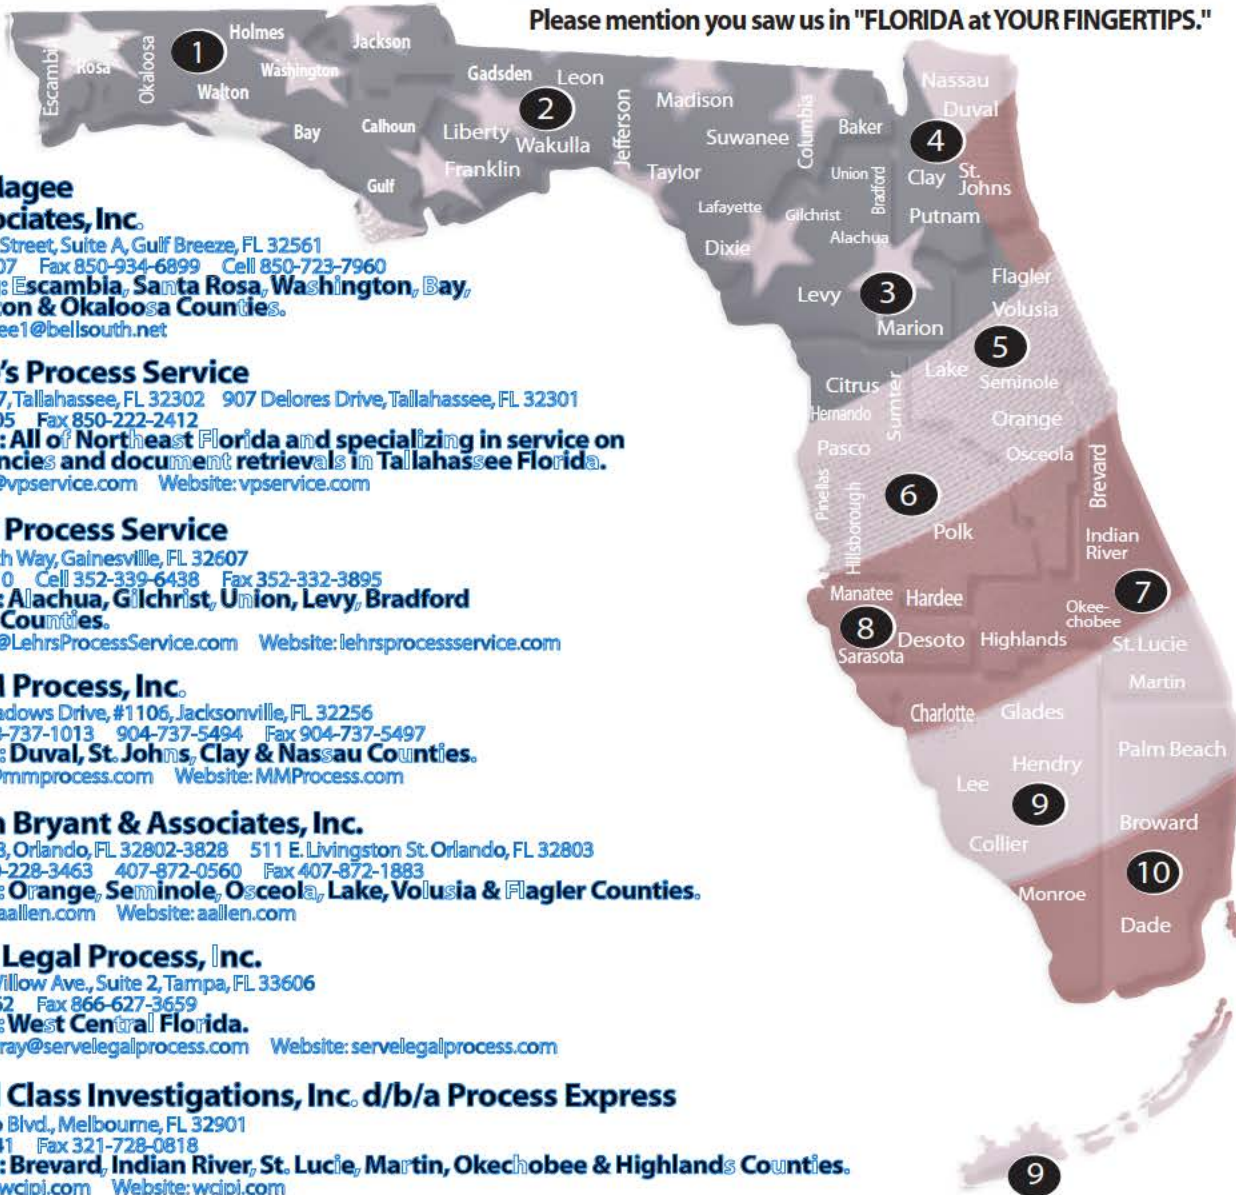 Please mention you saw us in "FLORIDA at YOUR FINGERTIPS."
Escambi
Rosa
Okaloosa
1
Holmes
Washington
Walton
Jackson
Bay
Calhoun
Gulf
Gadsden
Leon
2
Liberty
Wakulla
Franklin
Jefferson
Madison
Suwanee
Taylor
Columbia
Baker
Union
Bradford
Lafayette
Gilchrist
Alachua
Dixie
Levy
3
Marion
Nassau
Duval
4
Clay
St.
Johns
Putnam
Flagler
Volusia
5
Lake
Seminole
Citrus
Sumter
Hernando
Orange
Pasco
Osceola
Pinellas
Hillsborough
6
Polk
Brevard
Indian
River
7
Manatee
Hardee
Okee-
chobee
8
Desoto
Highlands
St. Lucie
Sarasota
Martin
Charlotte
Glades
Palm Beach
Hendry
Lee
9
Broward
Collier
10
Monroe
Dade
9
agee
ociates, Inc.
Street, Suite A, Gulf Breeze, FL 32561
07 Fax 850-934-6899 Cell 850-723-7960
: Escambia, Santa Rosa, Washington, Bay,
on & Okaloosa Counties.
ee1@bellsouth.net
's Process Service
7, Tallahassee, FL 32302 907 Delores Drive, Tallahassee, FL 32301
05 Fax 850-222-2412
: All of Northeast Florida and specializing in service on
ncies and document retrievals in Tallahassee Florida.
@vpservice.com Website: vpservice.com
Process Service
th Way, Gainesville, FL 32607
0 Cell 352-339-6438 Fax 352-332-3895
: Alachua, Gilchrist, Union, Levy, Bradford
Counties.
@LehrsProcessService.com Website: lehrsprocessservice.com
M Process, Inc.
adows Drive, #1106, Jacksonville, FL 32256
-737-1013 904-737-5494 Fax 904-737-5497
: Duval, St. Johns, Clay & Nassau Counties.
@mmprocess.com Website: MMProcess.com
n Bryant & Associates, Inc.
8, Orlando, FL 32802-3828 511 E. Livingston St. Orlando, FL 32803
-228-3463 407-872-0560 Fax 407-872-1883
: Orange, Seminole, Osceola, Lake, Volusia & Flagler Counties.
aallen.com Website: aallen.com
Legal Process, Inc.
Willow Ave., Suite 2, Tampa, FL 33606
62 Fax 866-627-3659
: West Central Florida.
ray@servelegalprocess.com Website: servelegalprocess.com
Class Investigations, Inc. d/b/a Process Express
Blvd., Melbourne, FL 32901
41 Fax 321-728-0818
: Brevard, Indian River, St. Lucie, Martin, Okechobee & Highlands Counties.
wcipi.com Website: wcipi.com